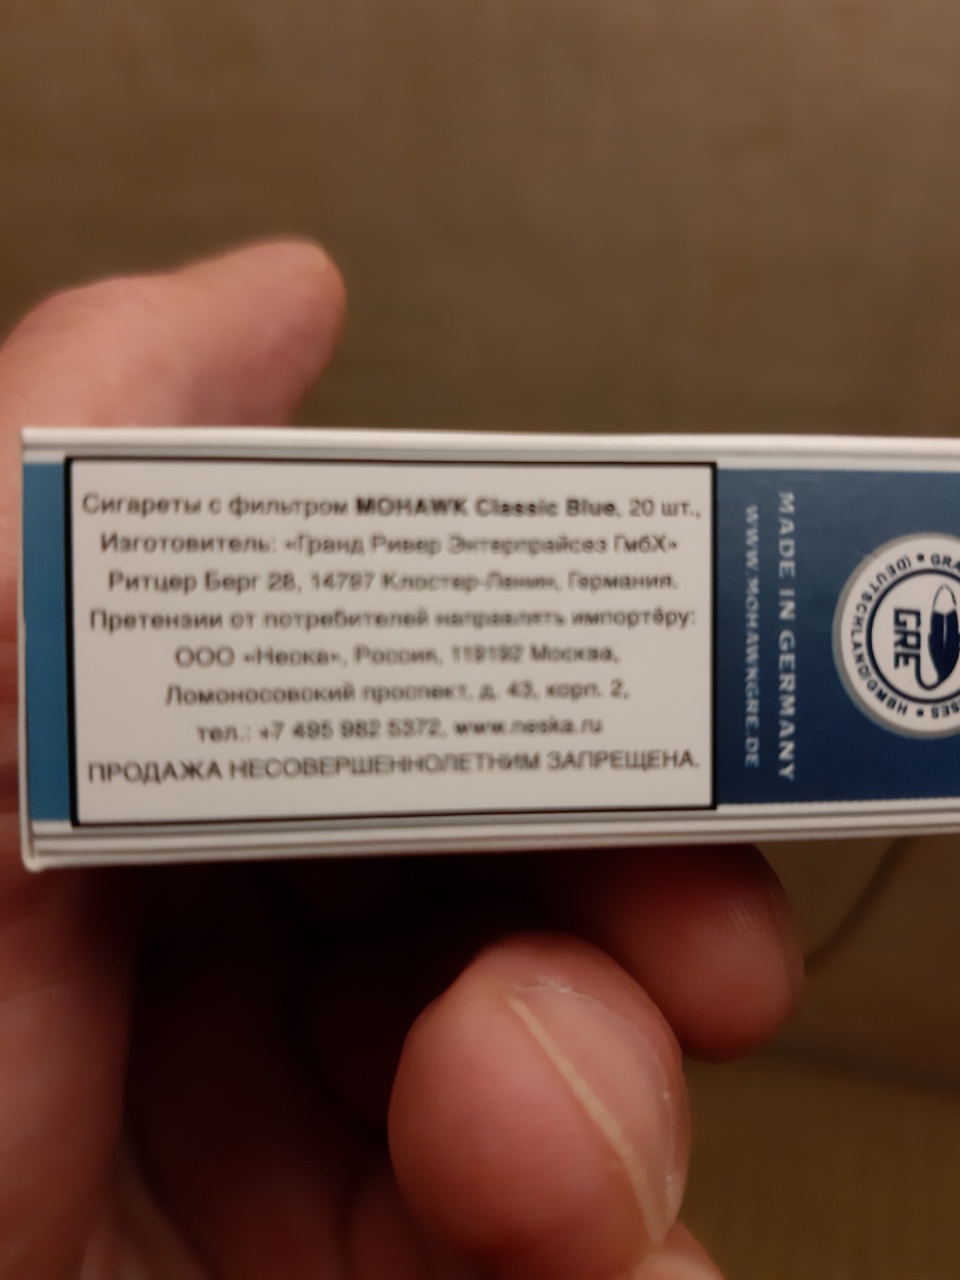 Сигареты с фильтром MOHAWK Classic Blue, 20 шт.,
Изготовитель: «Гранд Ривер Энтерпрайсез ГмбХ»
Ритцер Берг 28, 14797 Клостер-Ленин, Германия.
Претензии от потребителей направлять импортёру:
ООО «Неска», Россия, 119192 Москва,
Ломоносовский проспект, д. 43, корп. 2,
тел.: +7 495 982 5372, www.neska.ru
ПРОДАЖА НЕСОВЕРШЕННОЛЕТНИМ ЗАПРЕЩЕНА.
MADE IN GERMANY
WWW.MOHAWKGRE.DE
GRE
(DEUTSCHLAND) GMBH